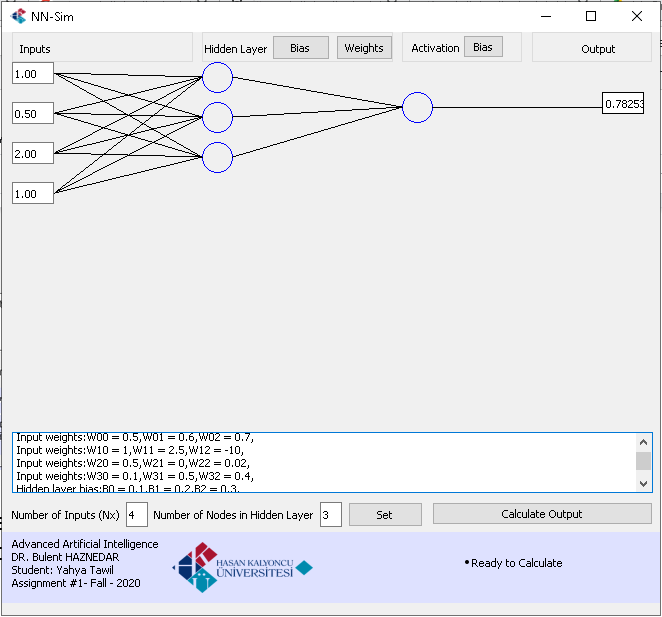 NN-Sim
Inputs
Hidden Layer Bias Weights
Activation Bias
Output
1.00
0.50
2.00
1.00
0.78253
Input weights:W00 = 0.5,W01 = 0.6,W02 = 0.7,
Input weights:W10 = 1,W11 = 2.5,W12 = -10,
Input weights:W20 = 0.5,W21 = 0,W22 = 0.02,
Input weights:W30 = 0.1,W31 = 0.5,W32 = 0.4,
Hidden layer bias:B0 = 0.1,B1 = 0.2,B2 = 0.3,
Number of Inputs (Nx) 4 Number of Nodes in Hidden Layer 3 Set Calculate Output
Advanced Artificial Intelligence
DR. Bulent HAZNEDAR
Student: Yahya Tawil
Assignment #1- Fall - 2020
HASAN KALYONCU
ÜNİVERSİTESİ
•Ready to Calculate